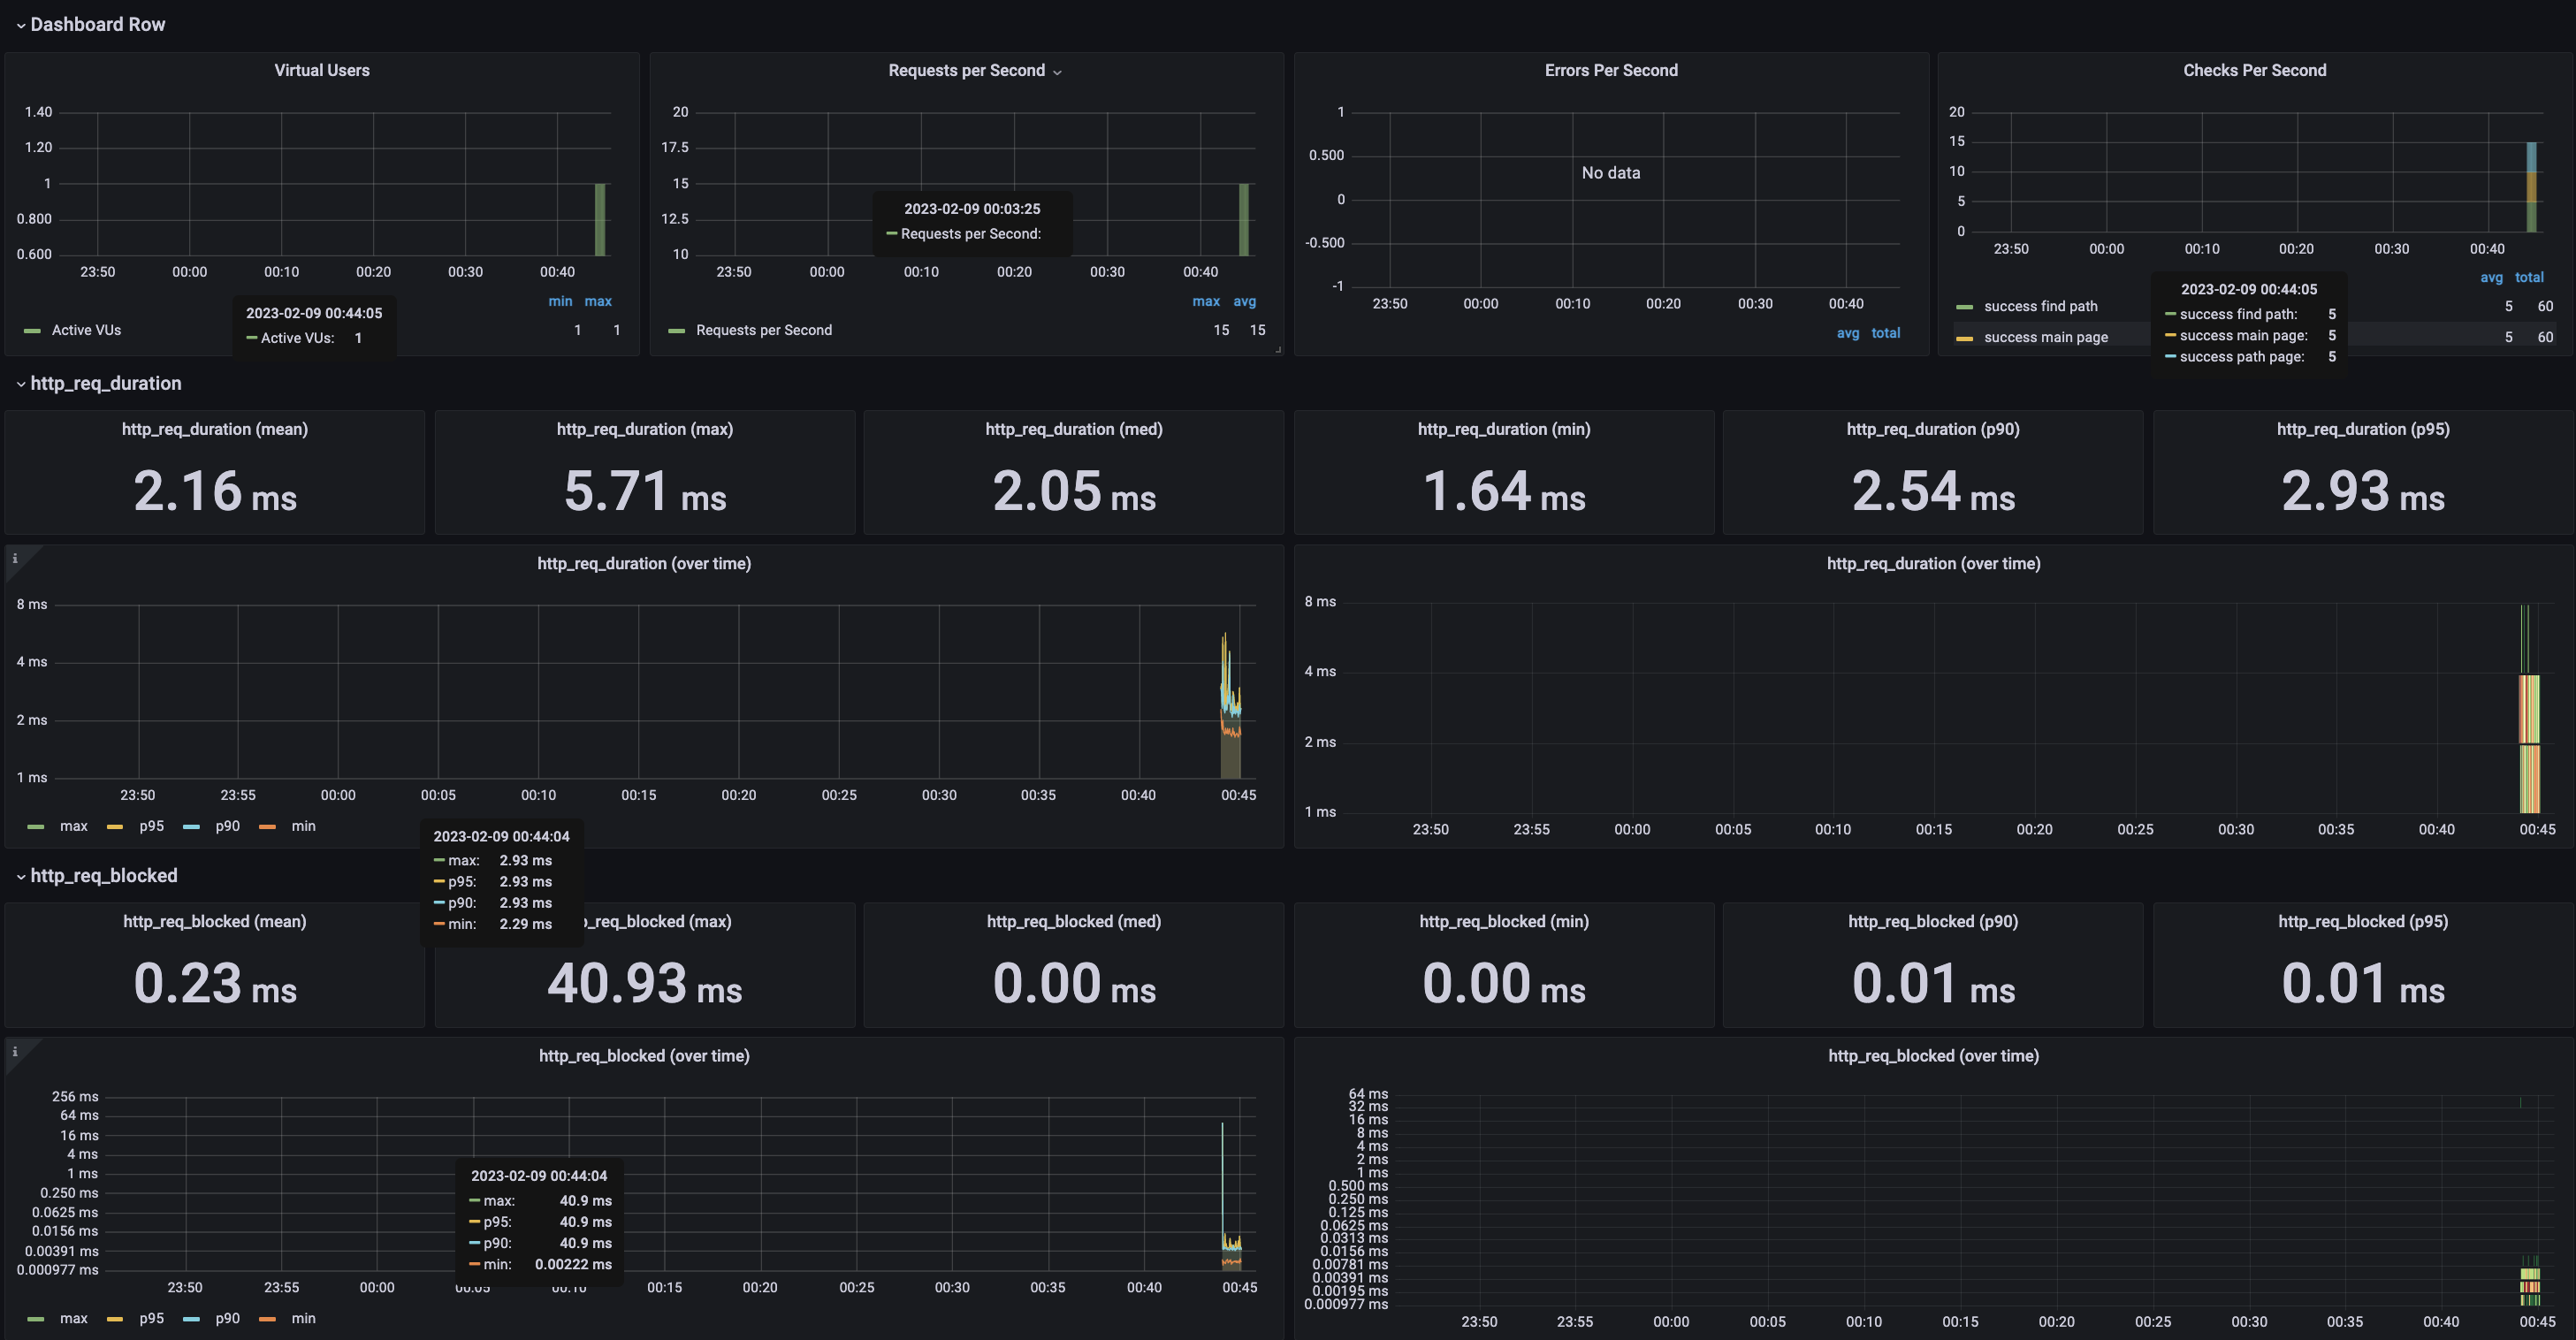 Dashboard Row
Virtual Users
1.40
1.20
1
0.800
0.600
23:50 00:00 00:10 00:20 00:30 00:40
min max
Active VUs 1 1
2023-02-09 00:44:05
Active VUs: 1
Requests per Second
20
17.5
15
12.5
10
23:50 00:00 00:10 00:20 00:30 00:40
2023-02-09 00:03:25
Requests per Second:
max avg
Requests per Second 15 15
Errors Per Second
1
0.500
0
-0.500
-1
No data
23:50 00:00 00:10 00:20 00:30 00:40
avg total
Checks Per Second
20
15
10
5
0
23:50 00:00 00:10 00:20 00:30 00:40
avg total
success find path 5 60
success main page 5 60
2023-02-09 00:44:05
success find path: 5
success main page: 5
success path page: 5
http_req_duration
http_req_duration (mean)
2.16 ms
http_req_duration (max)
5.71 ms
http_req_duration (med)
2.05 ms
http_req_duration (min)
1.64 ms
http_req_duration (p90)
2.54 ms
http_req_duration (p95)
2.93 ms
i
http_req_duration (over time)
8 ms
4 ms
2 ms
1 ms
23:50 23:55 00:00 00:05 00:10 00:15 00:20 00:25 00:30 00:35 00:40 00:45
max p95 p90 min
2023-02-09 00:44:04
max: 2.93 ms
p95: 2.93 ms
p90: 2.93 ms
min: 2.29 ms
http_req_duration (over time)
8 ms
4 ms
2 ms
1 ms
23:50 23:55 00:00 00:05 00:10 00:15 00:20 00:25 00:30 00:35 00:40 00:45
http_req_blocked
http_req_blocked (mean)
0.23 ms
p_req_blocked (max)
40.93 ms
http_req_blocked (med)
0.00 ms
http_req_blocked (min)
0.00 ms
http_req_blocked (p90)
0.01 ms
http_req_blocked (p95)
0.01 ms
i
http_req_blocked (over time)
256 ms
64 ms
16 ms
4 ms
1 ms
0.250 ms
0.0625 ms
0.0156 ms
0.00391 ms
0.000977 ms
23:50 23:55 00:00 00:05 00:10 00:15 00:20 00:25 00:30 00:35 00:40 00:45
max p95 p90 min
2023-02-09 00:44:04
max: 40.9 ms
p95: 40.9 ms
p90: 40.9 ms
min: 0.00222 ms
http_req_blocked (over time)
64 ms
32 ms
16 ms
8 ms
4 ms
2 ms
1 ms
0.500 ms
0.250 ms
0.125 ms
0.0625 ms
0.0313 ms
0.0156 ms
0.00781 ms
0.00391 ms
0.00195 ms
0.000977 ms
23:50 23:55 00:00 00:05 00:10 00:15 00:20 00:25 00:30 00:35 00:40 00:45